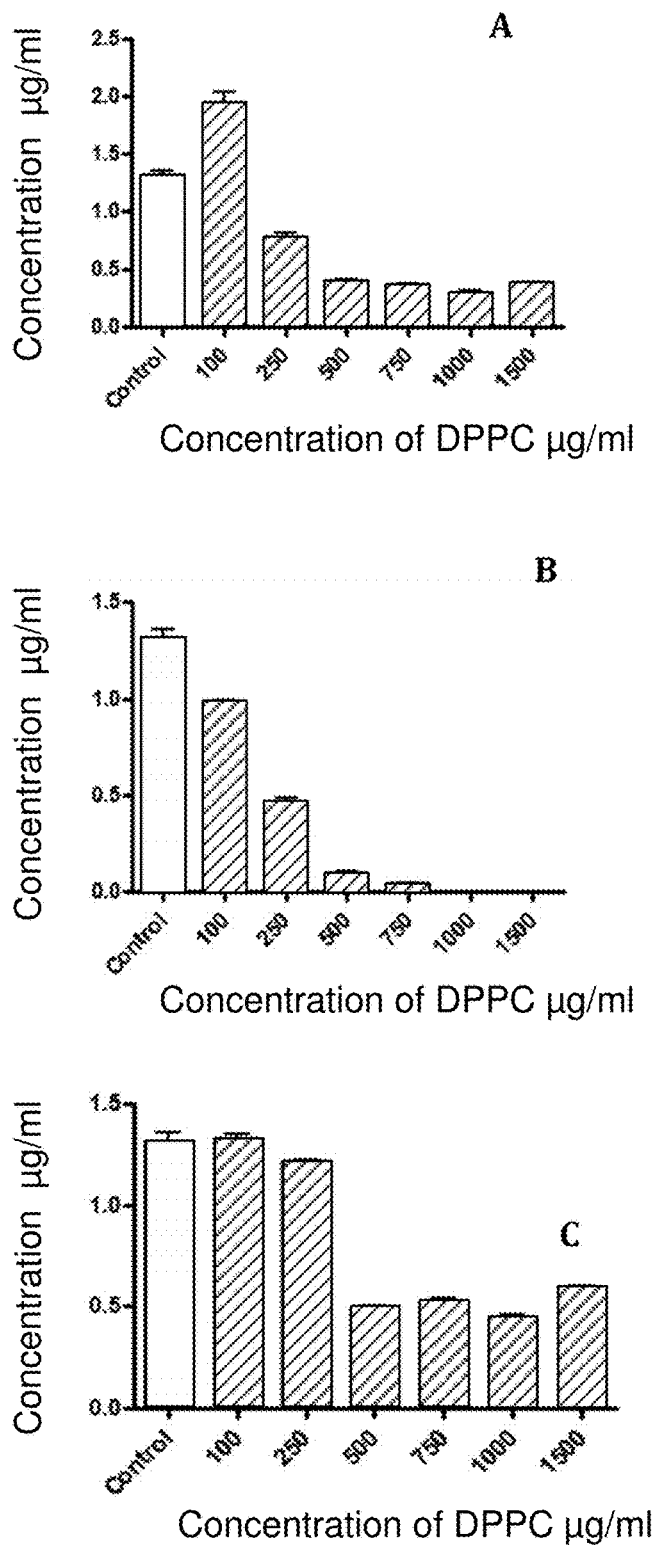 A
Concentration µg/ml
2.5
2.0
1.5
1.0
0.5
0.0
Control 100 250 500 750 1000 1500
Concentration of DPPC µg/ml
B
Concentration µg/ml
1.5
1.0
0.5
0.0
Control 100 250 500 750 1000 1500
Concentration of DPPC µg/ml
C
Concentration µg/ml
1.5
1.0
0.5
0.0
Control 100 250 500 750 1000 1500
Concentration of DPPC µg/ml